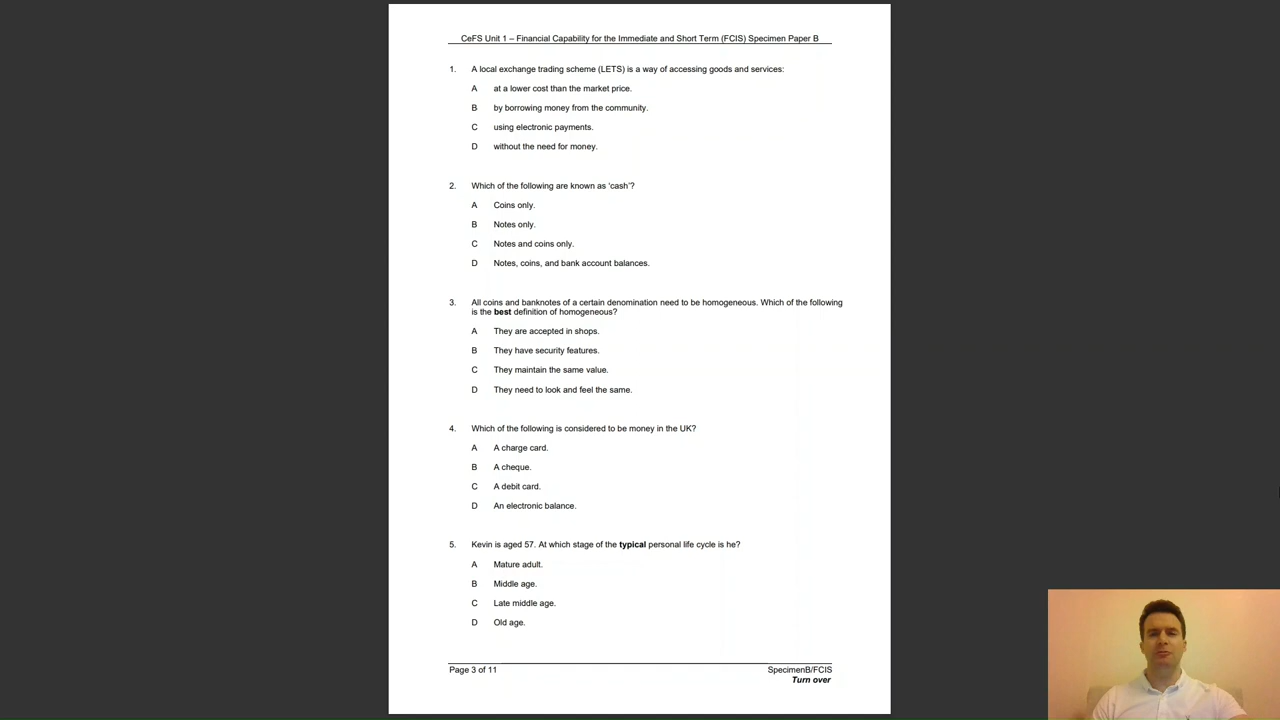 CeFS Unit 1 – Financial Capability for the Immediate and Short Term (FCIS) Specimen Paper B
1. A local exchange trading scheme (LETS) is a way of accessing goods and services:
A at a lower cost than the market price.
B by borrowing money from the community.
C using electronic payments.
D without the need for money.
2. Which of the following are known as ‘cash’?
A Coins only.
B Notes only.
C Notes and coins only.
D Notes, coins, and bank account balances.
3. All coins and banknotes of a certain denomination need to be homogeneous. Which of the following
is the best definition of homogeneous?
A They are accepted in shops.
B They have security features.
C They maintain the same value.
D They need to look and feel the same.
4. Which of the following is considered to be money in the UK?
A A charge card.
B A cheque.
C A debit card.
D An electronic balance.
5. Kevin is aged 57. At which stage of the typical personal life cycle is he?
A Mature adult.
B Middle age.
C Late middle age.
D Old age.
Page 3 of 11 SpecimenB/FCIS
Turn over